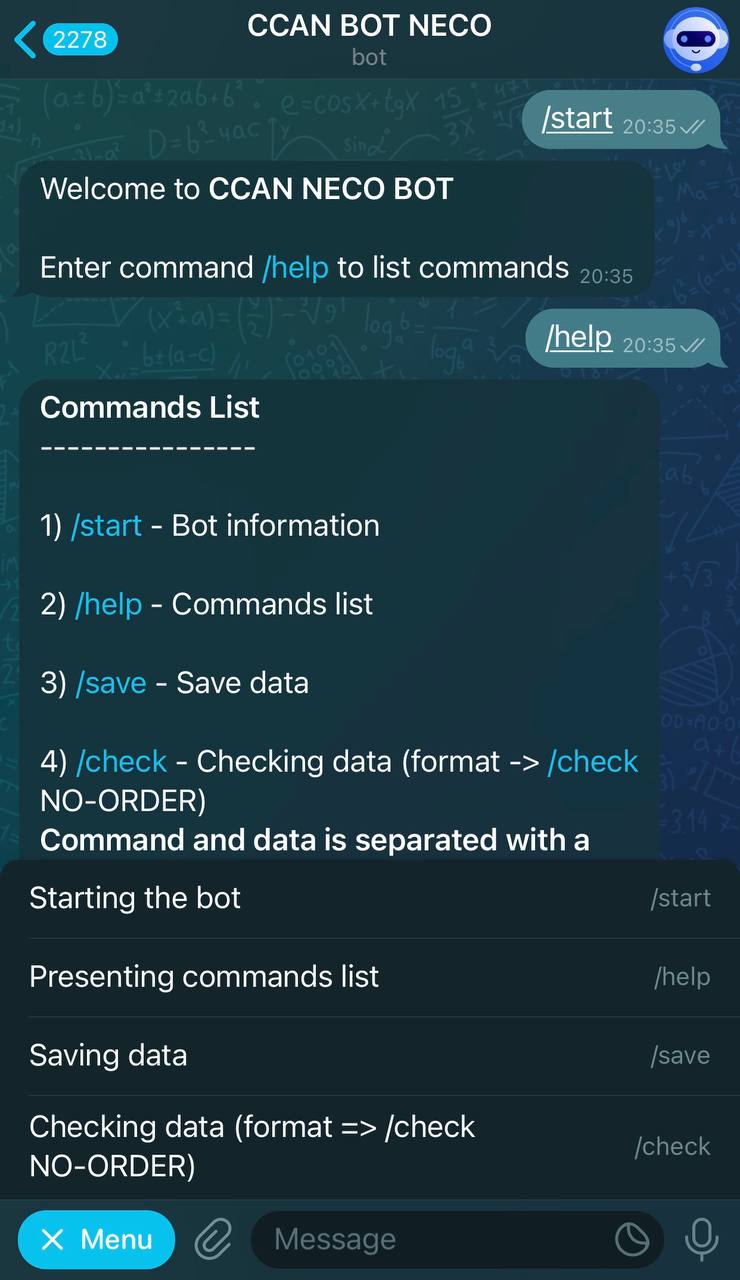 2278
CCAN BOT NECO
bot
/start 20:35
Welcome to CCAN NECO BOT
Enter command /help to list commands 20:35
/help 20:35
Commands List
----------------
1) /start - Bot information
2) /help - Commands list
3) /save - Save data
4) /check - Checking data (format -> /check
NO-ORDER)
Command and data is separated with a
Starting the bot /start
Presenting commands list /help
Saving data /save
Checking data (format => /check
NO-ORDER) /check
Menu
Message